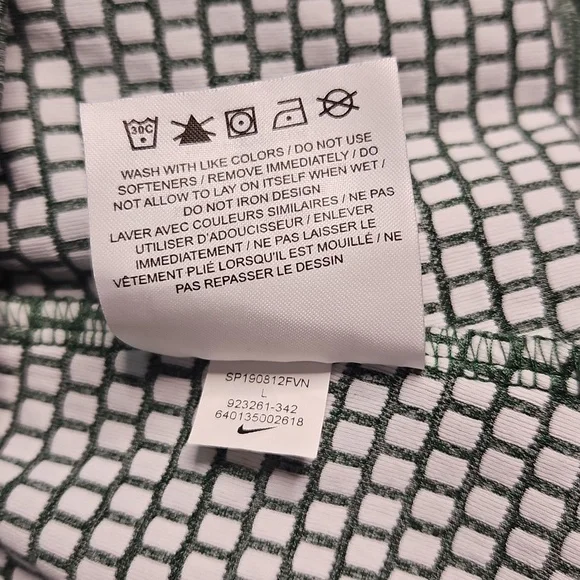 30C
WASH WITH LIKE COLORS / DO NOT USE
SOFTENERS / REMOVE IMMEDIATELY / DO
NOT ALLOW TO LAY ON ITSELF WHEN WET /
DO NOT IRON DESIGN
LAVER AVEC COULEURS SIMILAIRES / NE PAS
UTILISER D'ADOUCISSEUR / ENLEVER
IMMEDIATEMENT / NE PAS LAISSER LE
VÊTEMENT PLIÉ LORSQU'IL EST MOUILLÉ / NE
PAS REPASSER LE DESSIN
SP190812FVN
L
923261-342
640135002618